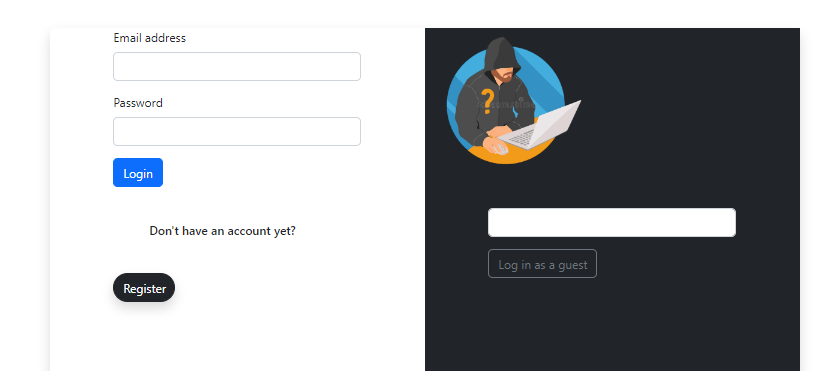 Email address
Password
Login
Don't have an account yet?
Register
?
Log in as a guest